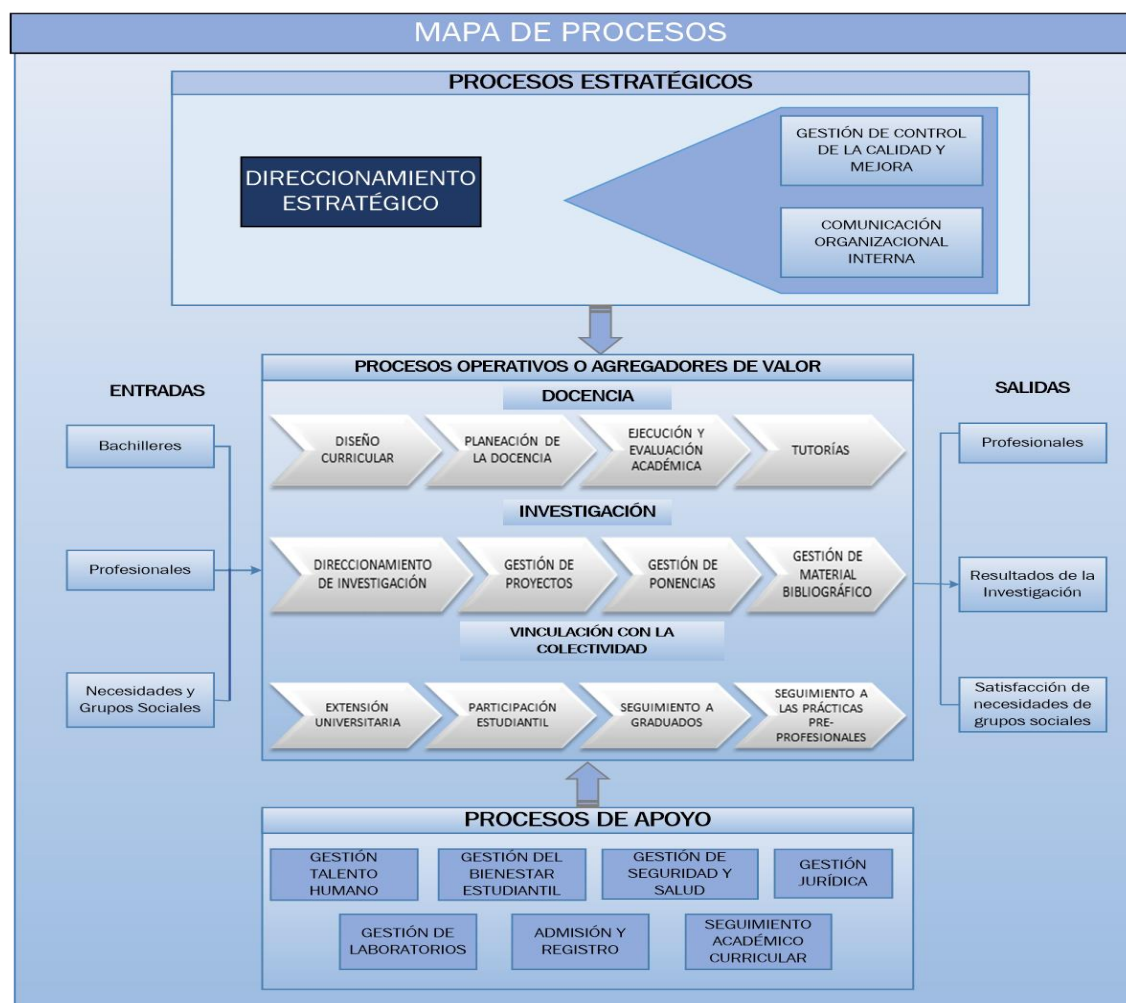 MAPA DE PROCESOS
PROCESOS ESTRATÉGICOS
DIRECCIONAMIENTO
ESTRATÉGICO
GESTIÓN DE CONTROL
DE LA CALIDAD Y
MEJORA
COMUNICACIÓN
ORGANIZACIONAL
INTERNA
ENTRADAS
Bachilleres
Profesionales
Necesidades y
Grupos Sociales
PROCESOS OPERATIVOS O AGREGADORES DE VALOR
DOCENCIA
DISEÑO
CURRICULAR
PLANEACIÓN DE
LA DOCENCIA
EJECUCIÓN Y
EVALUACIÓN
ACADÉMICA
TUTORÍAS
INVESTIGACIÓN
DIRECCIONAMIENTO
DE INVESTIGACIÓN
GESTIÓN DE
PROYECTOS
GESTIÓN DE
PONENCIAS
GESTIÓN DE
MATERIAL
BIBLIOGRÁFICO
VINCULACIÓN CON LA
COLECTIVIDAD
EXTENSIÓN
UNIVERSITARIA
PARTICIPACIÓN
ESTUDIANTIL
SEGUIMIENTO A
GRADUADOS
SEGUIMIENTO A
LAS PRÁCTICAS
PRE-
PROFESIONALES
SALIDAS
Profesionales
Resultados de la
Investigación
Satisfacción de
necesidades de
grupos sociales
PROCESOS DE APOYO
GESTIÓN
TALENTO
HUMANO
GESTIÓN DEL
BIENESTAR
ESTUDIANTIL
GESTIÓN DE
SEGURIDAD Y
SALUD
GESTIÓN
JURÍDICA
GESTIÓN DE
LABORATORIOS
ADMISIÓN Y
REGISTRO
SEGUIMIENTO
ACADÉMICO
CURRICULAR